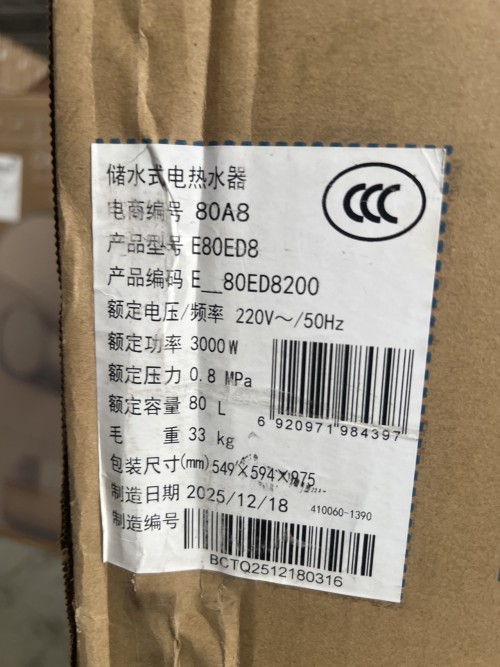 储水式电热水器
CCC
电商编号 80A8
产品型号 E80ED8
产品编码 E__80ED8200
额定电压/频率 220V～/50Hz
额定功率 3000W
额定压力 0.8 MPa
额定容量 80 L
6 920971 984397
毛 重 33 kg
包装尺寸(mm) 549×594×975
制造日期 2025/12/18
410060-1390
制造编号
BCTQ2512180316